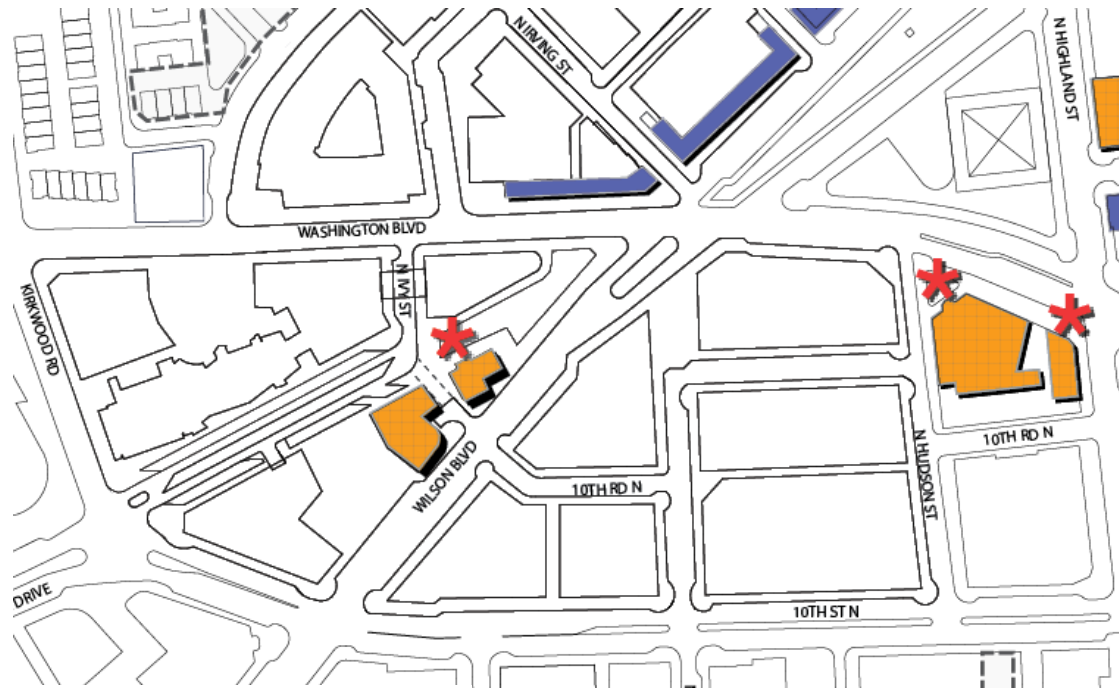 N IRVING ST
N HIGHLAND ST
WASHINGTON BLVD
N IVY ST
KIRKWOOD RD
WILSON BLVD
10TH RD N
10TH RD N
N HUDSON ST
DRIVE
10TH ST N